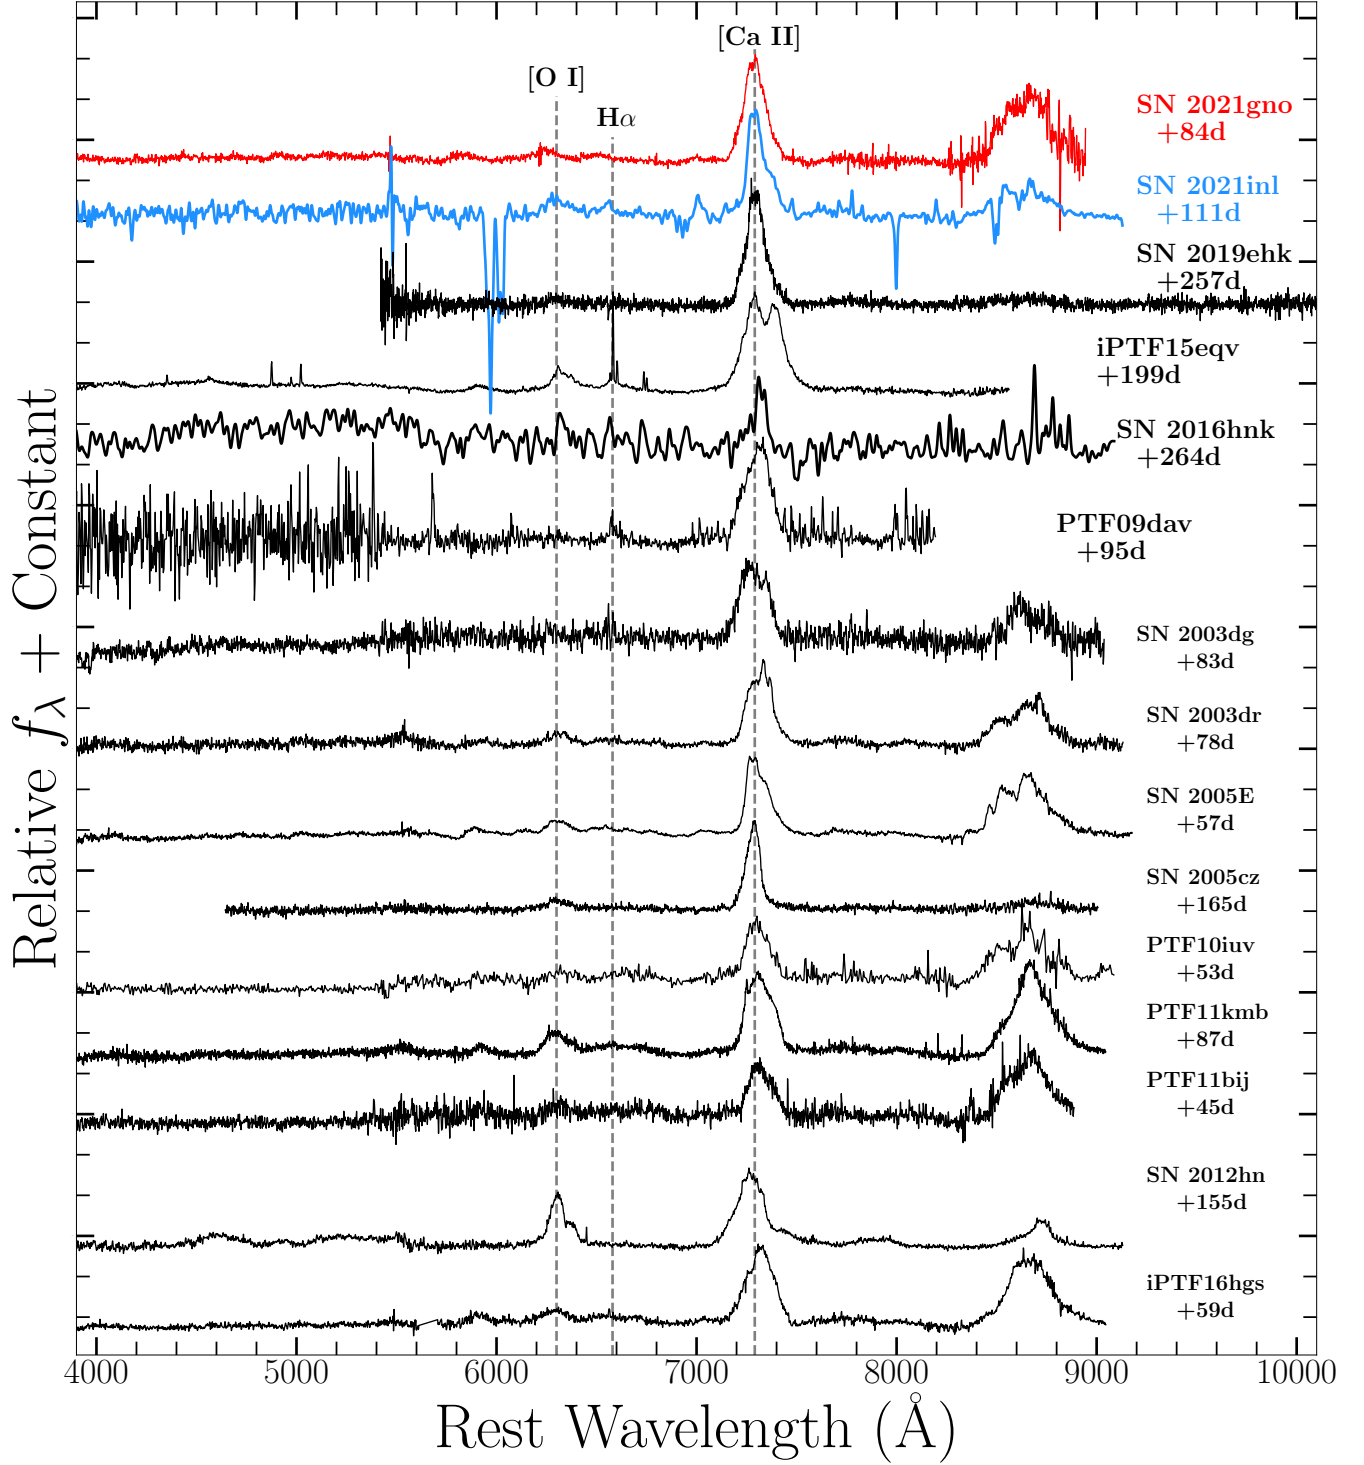 [Ca II]
[O I]
Hα
SN 2021gno
+84d
SN 2021inl
+111d
SN 2019ehk
+257d
iPTF15eqv
+199d
SN 2016hnk
+264d
PTF09dav
+95d
SN 2003dg
+83d
SN 2003dr
+78d
SN 2005E
+57d
SN 2005cz
+165d
PTF10iuv
+53d
PTF11kmb
+87d
PTF11bij
+45d
SN 2012hn
+155d
iPTF16hgs
+59d
Relative fλ + Constant
4000 5000 6000 7000 8000 9000 10000
Rest Wavelength (Å)